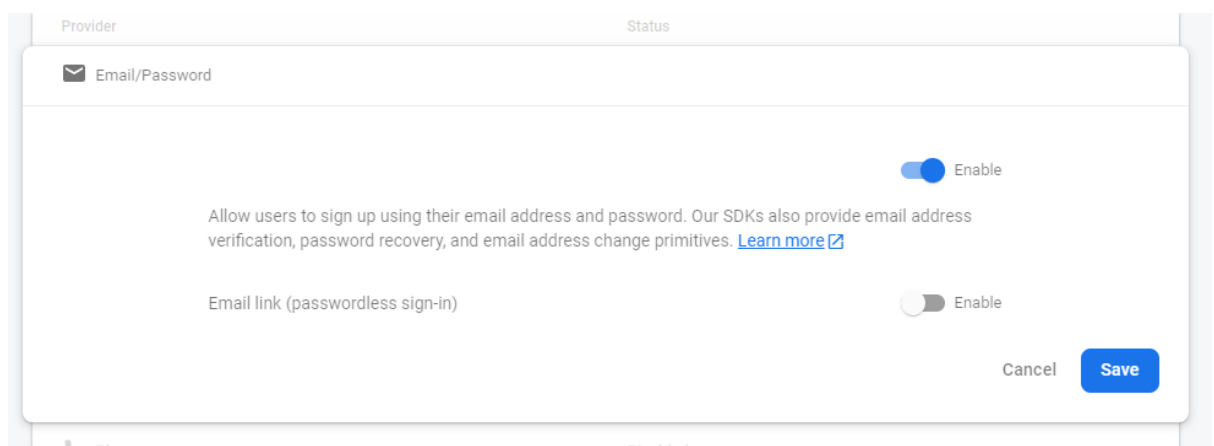 Provider Status
Email/Password
Enable
Allow users to sign up using their email address and password. Our SDKs also provide email address
verification, password recovery, and email address change primitives. Learn more
Email link (passwordless sign-in) Enable
Cancel Save